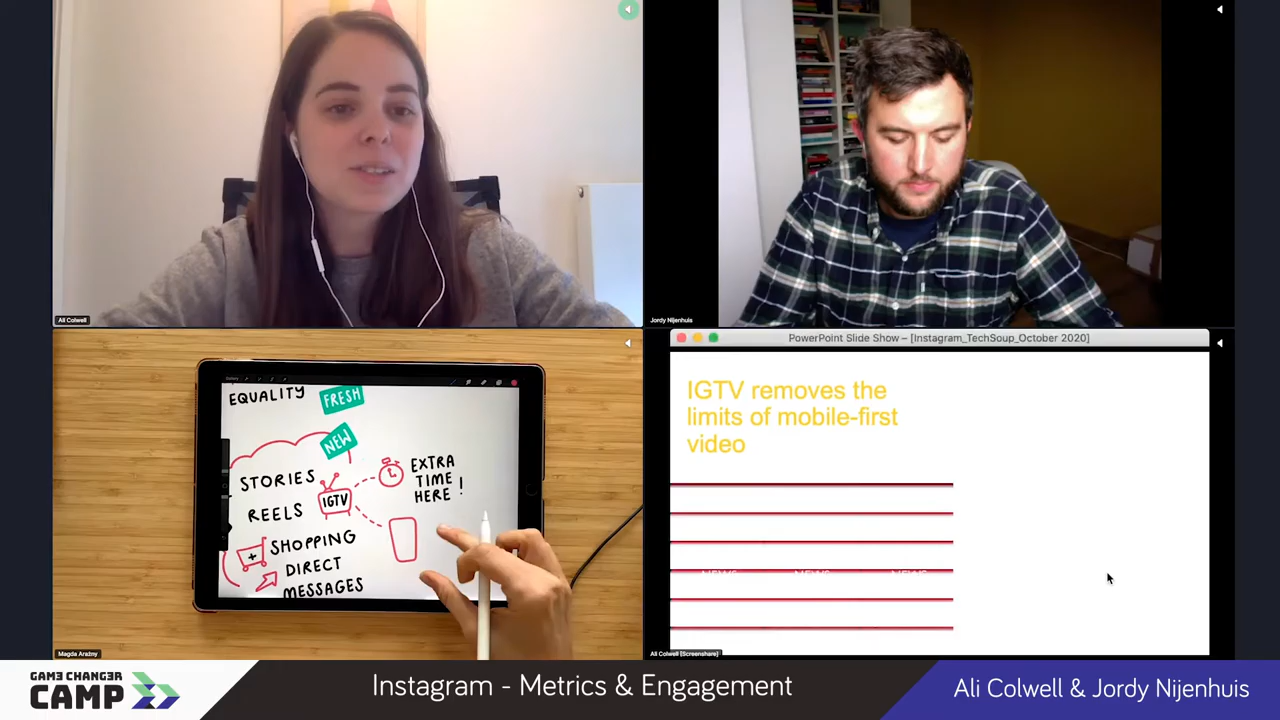 Ali Colwell
Jordy Nijenhuis
EQUALITY
FRESH
NEW
STORIES
IGTV
EXTRA
TIME
HERE!
REELS
SHOPPING
DIRECT
MESSAGES
Magda Arażny
PowerPoint Slide Show – [Instagram_TechSoup_October 2020]
IGTV removes the
limits of mobile-first
video
Ali Colwell [Screenshare]
GAME CHANGER
CAMP
Instagram - Metrics & Engagement
Ali Colwell & Jordy Nijenhuis